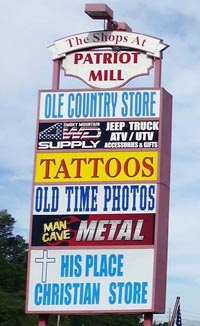 The Shops At
PATRIOT
MILL
OLE COUNTRY STORE
SMOKY MOUNTAIN
4WD
SUPPLY
JEEP TRUCK
ATV / UTV
ACCESSORIES & GIFTS
TATTOOS
OLD TIME PHOTOS
MAN
CAVE
METAL
HIS PLACE
CHRISTIAN STORE